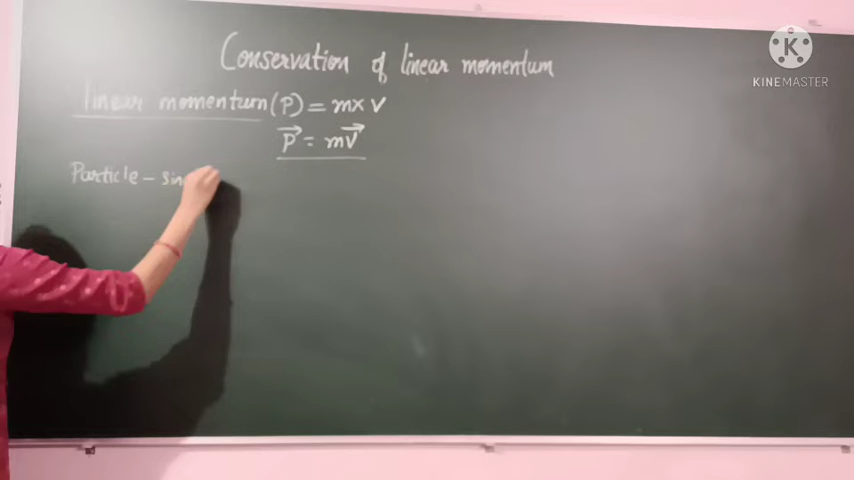 Conservation of linear momentum
linear momentum (P) = m x v
P⃗ = mv⃗
Particle - sin
KINEMASTER